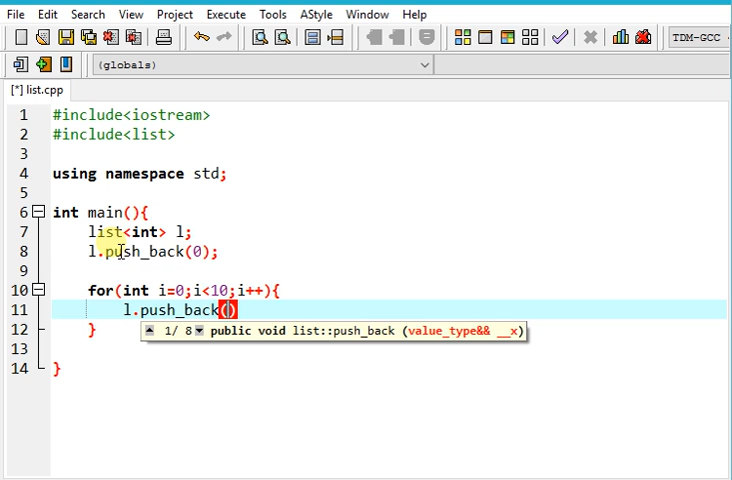 File Edit Search View Project Execute Tools AStyle Window Help
TDM-GCC
(globals)
[*] list.cpp
1 #include<iostream>
2 #include<list>
3
4 using namespace std;
5
6 int main(){
7 list<int> l;
8 l.push_back(0);
9
10 for(int i=0;i<10;i++){
11 l.push_back()
12 }
1/ 8 public void list::push_back (value_type&& __x)
13
14 }